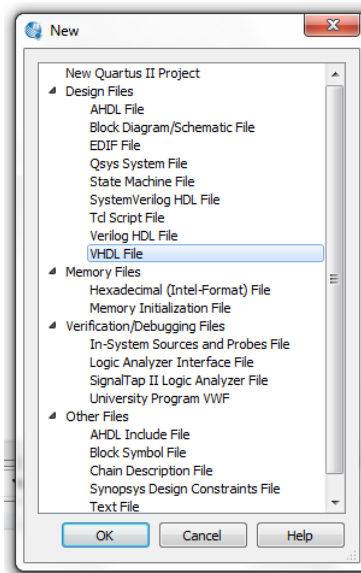 New
New Quartus II Project
Design Files
AHDL File
Block Diagram/Schematic File
EDIF File
Qsys System File
State Machine File
SystemVerilog HDL File
Tcl Script File
Verilog HDL File
VHDL File
Memory Files
Hexadecimal (Intel-Format) File
Memory Initialization File
Verification/Debugging Files
In-System Sources and Probes File
Logic Analyzer Interface File
SignalTap II Logic Analyzer File
University Program VWF
Other Files
AHDL Include File
Block Symbol File
Chain Description File
Synopsys Design Constraints File
Text File
OK Cancel Help